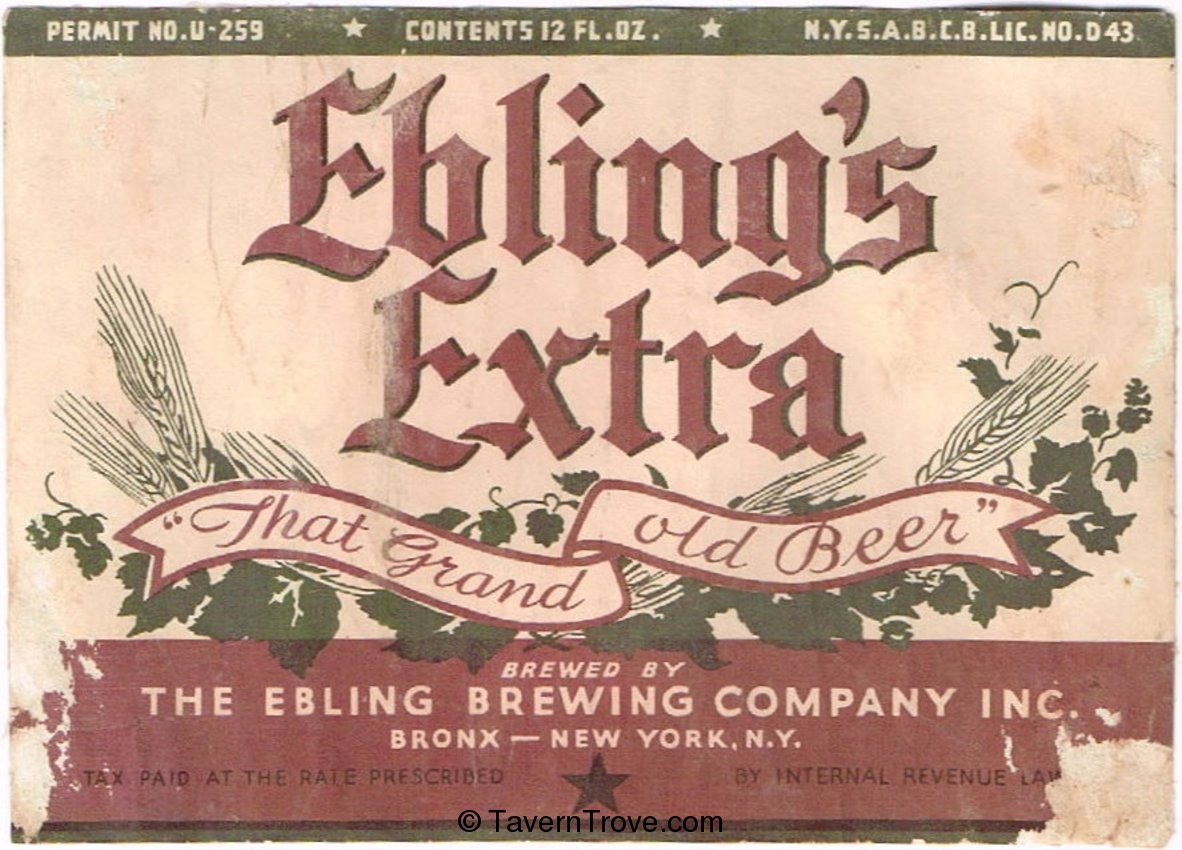 PERMIT NO.U-259 ★ CONTENTS 12 FL.OZ. ★ N.Y.S.A.B.C.B.LIC.NO.D43
Ebling's
Extra
"That Grand old Beer"
BREWED BY
THE EBLING BREWING COMPANY INC.
BRONX — NEW YORK, N.Y.
TAX PAID AT THE RATE PRESCRIBED ★ BY INTERNAL REVENUE LAW
© TavernTrove.com